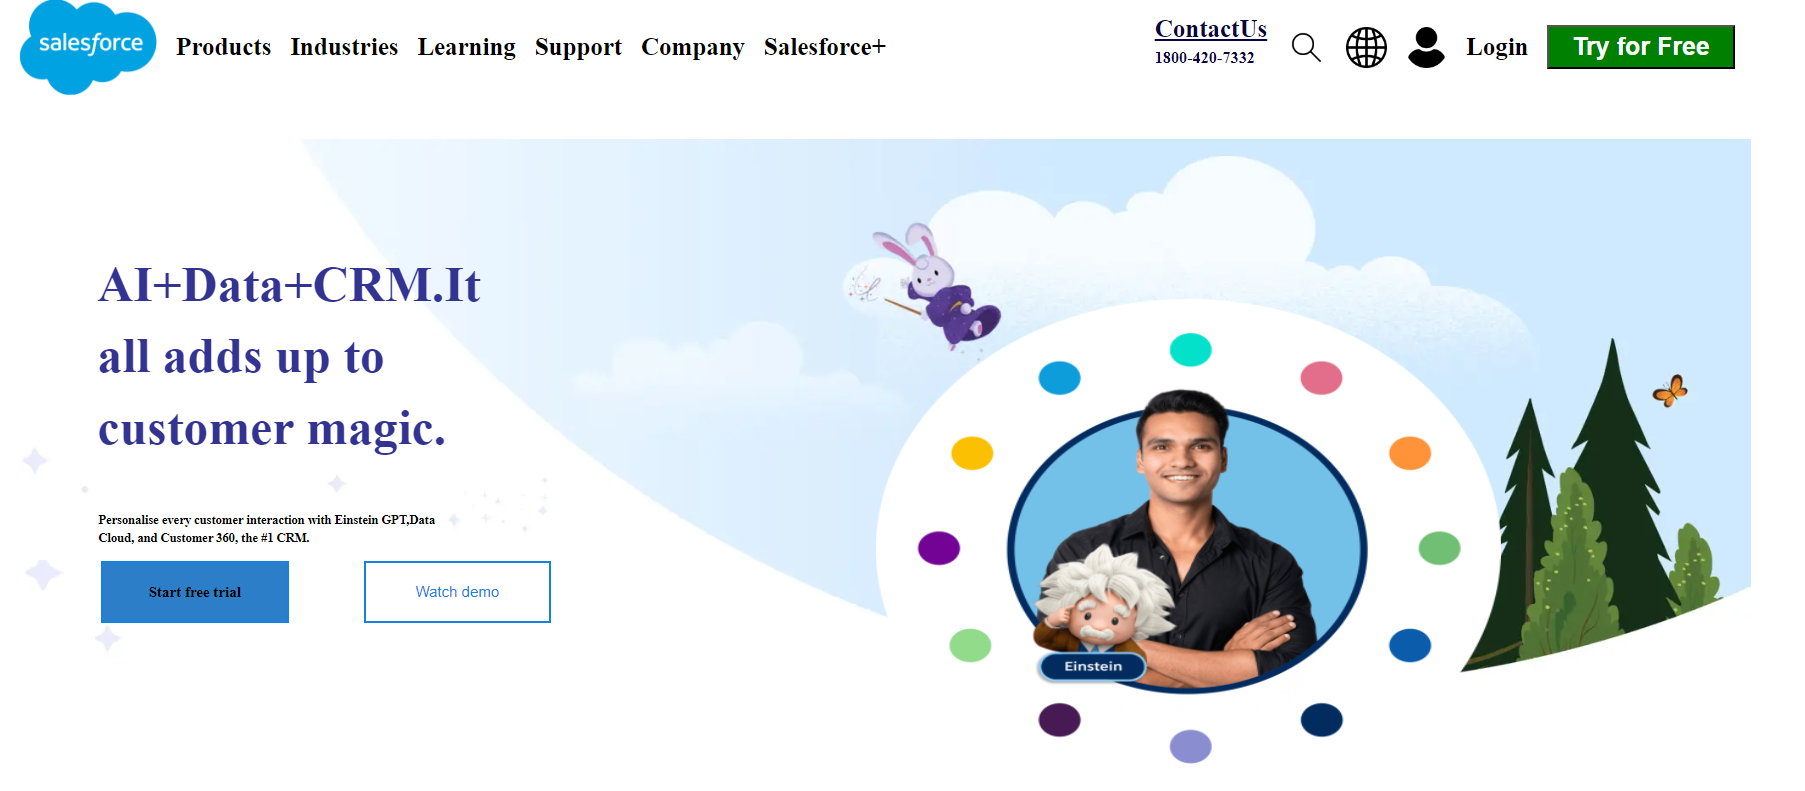 salesforce
Products Industries Learning Support Company Salesforce+
ContactUs
1800-420-7332
Login
Try for Free
AI+Data+CRM.It
all adds up to
customer magic.
Personalise every customer interaction with Einstein GPT,Data
Cloud, and Customer 360, the #1 CRM.
Start free trial
Watch demo
Einstein